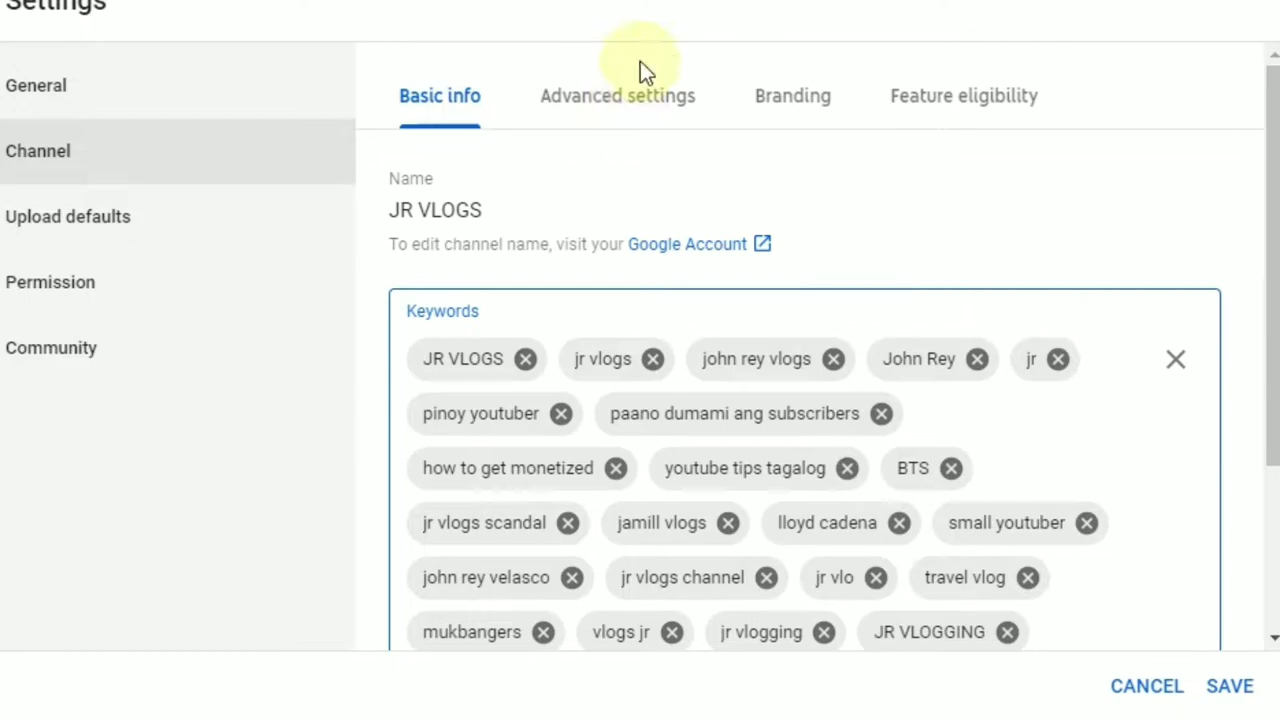 Settings
General
Channel
Upload defaults
Permission
Community
Basic info Advanced settings Branding Feature eligibility
Name
JR VLOGS
To edit channel name, visit your Google Account
Keywords
JR VLOGS jr vlogs john rey vlogs John Rey jr
pinoy youtuber paano dumami ang subscribers
how to get monetized youtube tips tagalog BTS
jr vlogs scandal jamill vlogs lloyd cadena small youtuber
john rey velasco jr vlogs channel jr vlo travel vlog
mukbangers vlogs jr jr vlogging JR VLOGGING
CANCEL SAVE